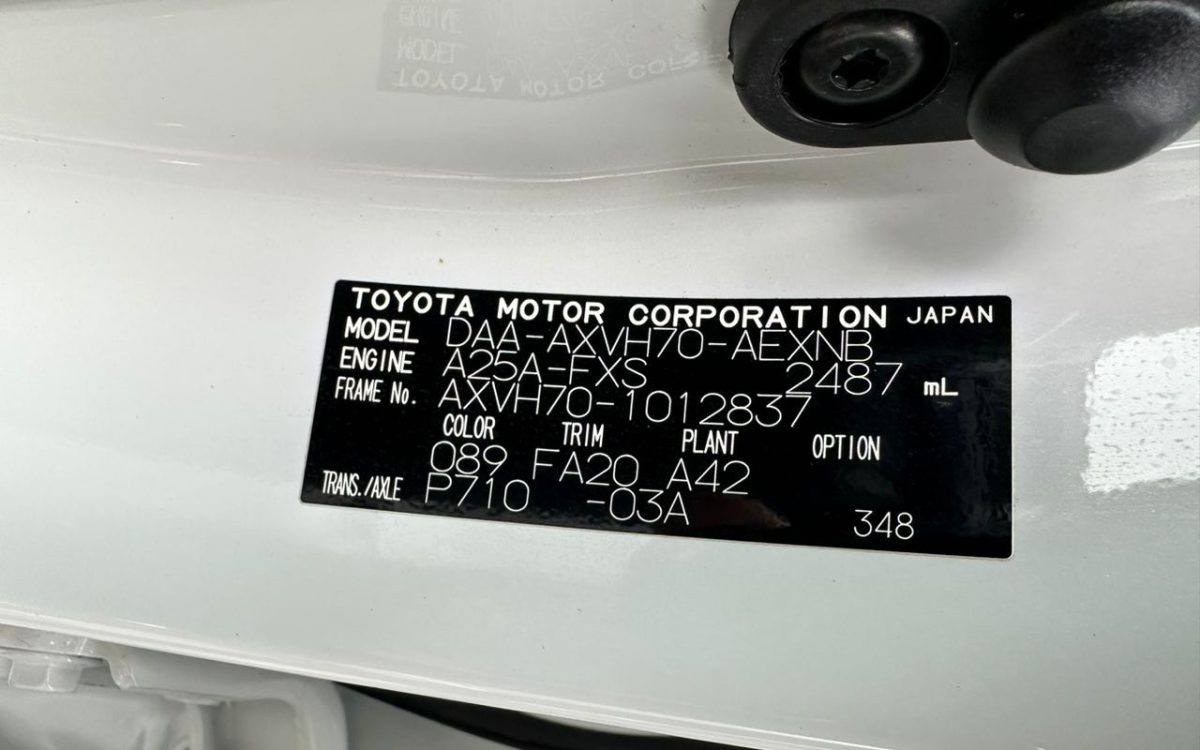 TOYOTA MOTOR CORPORATION JAPAN
MODEL DAA-AXVH70-AEXNB
ENGINE A25A-FXS 2487 mL
FRAME No. AXVH70-1012837
COLOR TRIM PLANT OPTION
089 FA20 A42
TRANS./AXLE P710 -03A 348